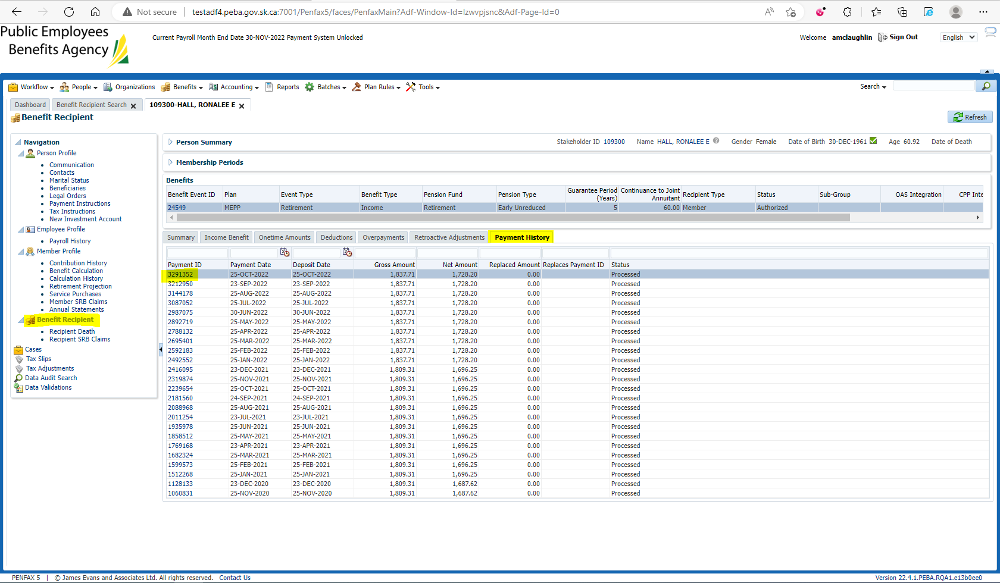 Not secure | testadf4.peba.gov.sk.ca:7001/Penfax5/faces/PenfaxMain?Adf-Window-Id=lzwvpjsnc&Adf-Page-Id=0
Public Employees
Benefits Agency
Current Payroll Month End Date 30-NOV-2022 Payment System Unlocked
Welcome amclaughlin Sign Out English
Workflow People Organizations Benefits Accounting Reports Batches Plan Rules Tools Search
Dashboard Benefit Recipient Search 109300-HALL, RONALEE E
Benefit Recipient
Refresh
Navigation
Person Profile
Communication
Contacts
Marital Status
Beneficiaries
Legal Orders
Payment Instructions
Tax Instructions
New Investment Account
Employee Profile
Payroll History
Member Profile
Contribution History
Benefit Calculation
Calculation History
Retirement Projection
Service Purchases
Member SRB Claims
Annual Statements
Benefit Recipient
Recipient Death
Recipient SRB Claims
Cases
Tax Slips
Tax Adjustments
Data Audit Search
Data Validations
Person Summary Stakeholder ID 109300 Name HALL, RONALEE E Gender Female Date of Birth 30-DEC-1961 Age 60.92 Date of Death
Membership Periods
Benefits
Benefit Event ID Plan Event Type Benefit Type Pension Fund Pension Type Guarantee Period (Years) Continuance to Joint Annuitant Recipient Type Status Sub-Group OAS Integration CPP Inte
24549 MEPP Retirement Income Retirement Early Unreduced 5 60.00 Member Authorized
Summary Income Benefit Onetime Amounts Deductions Overpayments Retroactive Adjustments Payment History
Payment ID Payment Date Deposit Date Gross Amount Net Amount Replaced Amount Replaces Payment ID Status
3291352 25-OCT-2022 25-OCT-2022 1,837.71 1,728.20 0.00 Processed
3212950 23-SEP-2022 23-SEP-2022 1,837.71 1,728.20 0.00 Processed
3144178 25-AUG-2022 25-AUG-2022 1,837.71 1,728.20 0.00 Processed
3087052 25-JUL-2022 25-JUL-2022 1,837.71 1,728.20 0.00 Processed
2987075 30-JUN-2022 30-JUN-2022 1,837.71 1,728.20 0.00 Processed
2892719 25-MAY-2022 25-MAY-2022 1,837.71 1,728.20 0.00 Processed
2788132 25-APR-2022 25-APR-2022 1,837.71 1,728.20 0.00 Processed
2695401 25-MAR-2022 25-MAR-2022 1,837.71 1,728.20 0.00 Processed
2592183 25-FEB-2022 25-FEB-2022 1,837.71 1,728.20 0.00 Processed
2492552 25-JAN-2022 25-JAN-2022 1,837.71 1,728.20 0.00 Processed
2416095 23-DEC-2021 23-DEC-2021 1,809.31 1,696.25 0.00 Processed
2319874 25-NOV-2021 25-NOV-2021 1,809.31 1,696.25 0.00 Processed
2239654 25-OCT-2021 25-OCT-2021 1,809.31 1,696.25 0.00 Processed
2181560 24-SEP-2021 24-SEP-2021 1,809.31 1,696.25 0.00 Processed
2088968 25-AUG-2021 25-AUG-2021 1,809.31 1,696.25 0.00 Processed
2011254 23-JUL-2021 23-JUL-2021 1,809.31 1,696.25 0.00 Processed
1935978 25-JUN-2021 25-JUN-2021 1,809.31 1,696.25 0.00 Processed
1858512 25-MAY-2021 25-MAY-2021 1,809.31 1,696.25 0.00 Processed
1769168 23-APR-2021 23-APR-2021 1,809.31 1,696.25 0.00 Processed
1682324 25-MAR-2021 25-MAR-2021 1,809.31 1,696.25 0.00 Processed
1599573 25-FEB-2021 25-FEB-2021 1,809.31 1,696.25 0.00 Processed
1512268 25-JAN-2021 25-JAN-2021 1,809.31 1,696.25 0.00 Processed
1128133 23-DEC-2020 23-DEC-2020 1,809.31 1,687.62 0.00 Processed
1060831 25-NOV-2020 25-NOV-2020 1,809.31 1,687.62 0.00 Processed
PENFAX 5 | © James Evans and Associates Ltd. All rights reserved. Contact Us Version 22.4.1.PEBA.RQA1.e13b0ee0